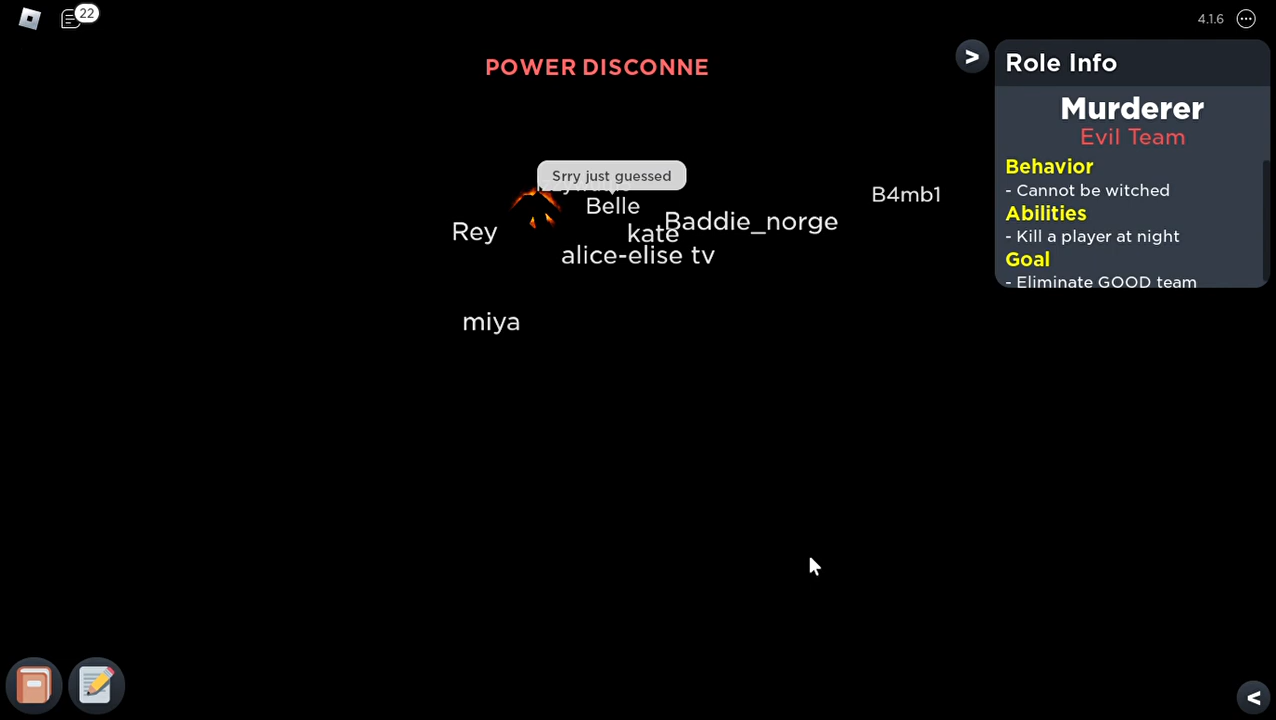 22
4.1.6
POWER DISCONNE
>
Role Info
Murderer
Evil Team
Behavior
- Cannot be witched
Abilities
- Kill a player at night
Goal
- Eliminate GOOD team
Srry just guessed
Belle
B4mb1
Rey
kate
Baddie_norge
alice-elise tv
miya
<